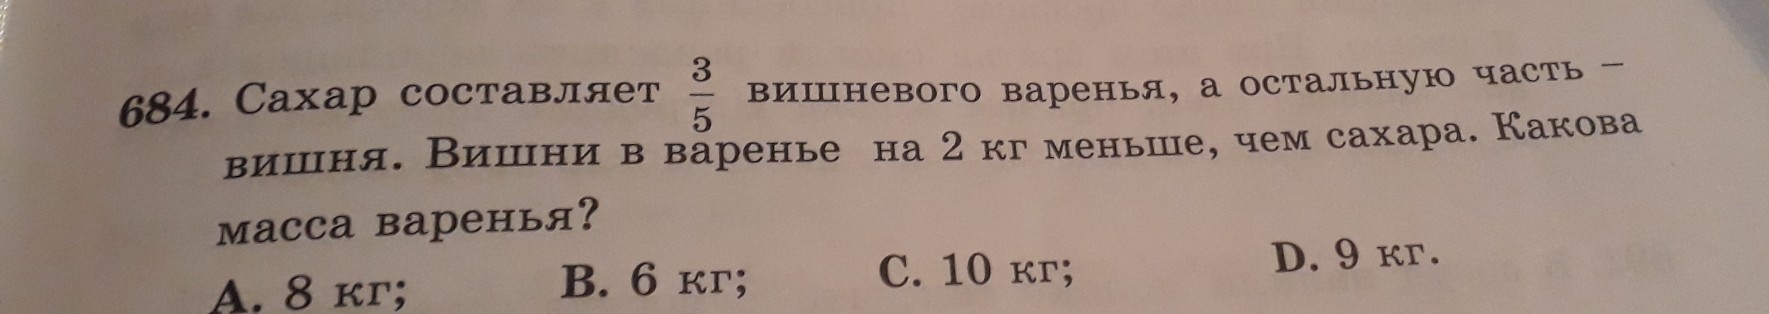 684. Сахар составляет 3/5 вишневого варенья, а остальную часть –
вишня. Вишни в варенье на 2 кг меньше, чем сахара. Какова
масса варенья?
A. 8 кг; B. 6 кг; C. 10 кг; D. 9 кг.